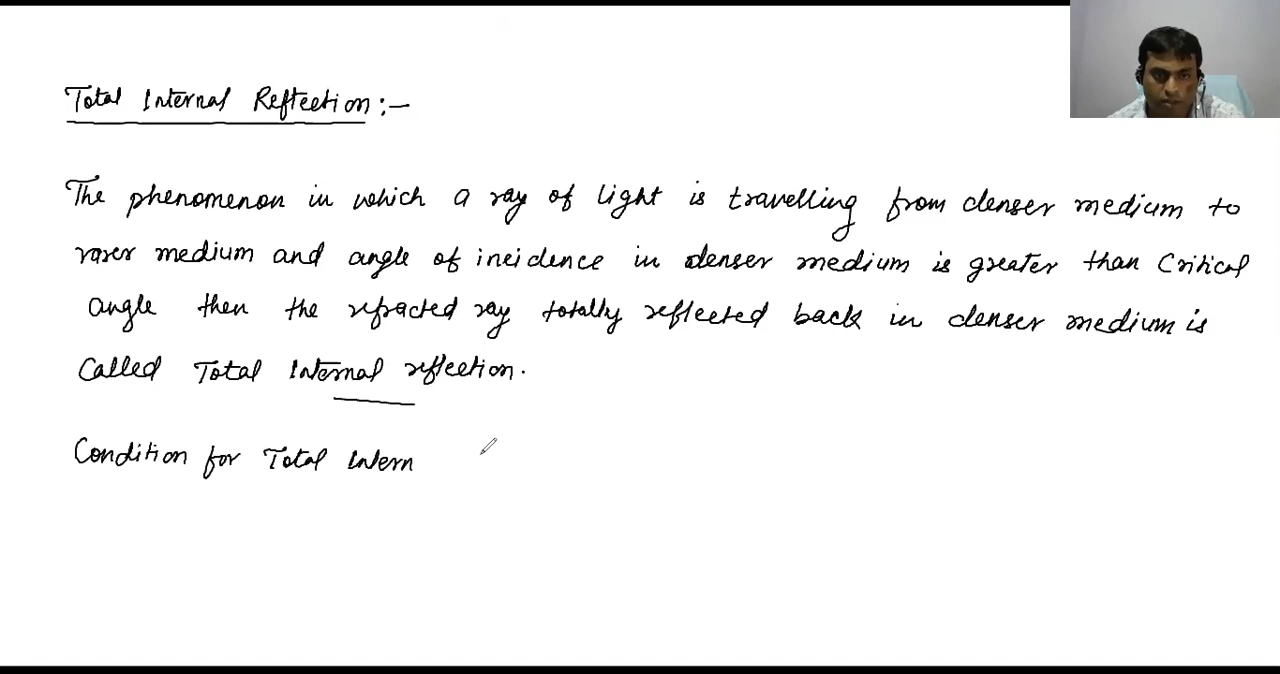 Total Internal Reflection :-
The phenomenon in which a ray of light is travelling from denser medium to
rarer medium and angle of incidence in denser medium is greater than Critical
angle then the refracted ray totally reflected back in denser medium is
Called Total Internal reflection.
Condition for Total Intern